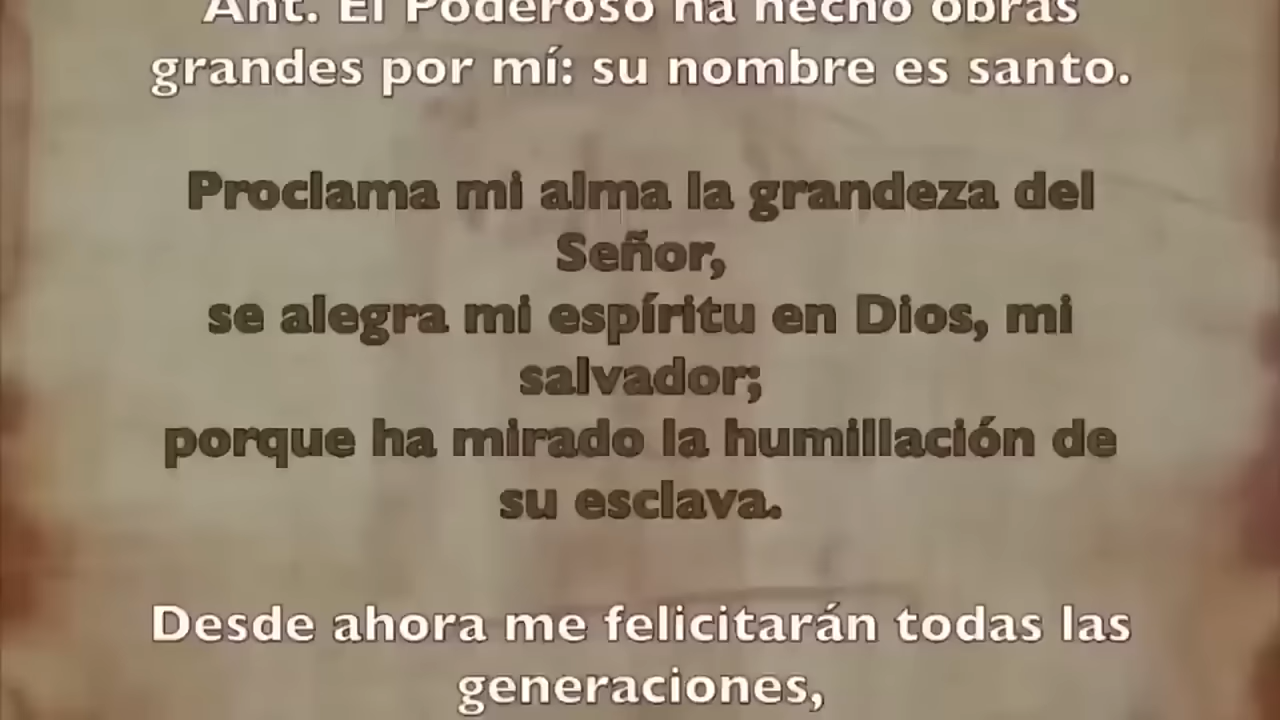 Ant. El Poderoso ha hecho obras
grandes por mí: su nombre es santo.
Proclama mi alma la grandeza del
Señor,
se alegra mi espíritu en Dios, mi
salvador;
porque ha mirado la humillación de
su esclava.
Desde ahora me felicitarán todas las
generaciones,